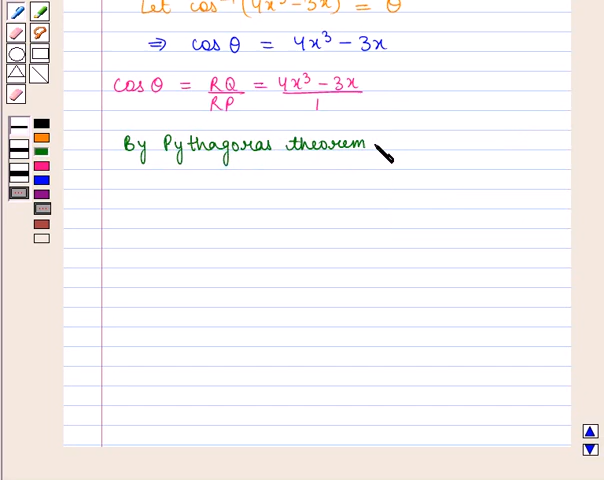 Let cos⁻¹(4x³ − 3x) = θ
⇒ cos θ = 4x³ − 3x
cos θ = RQ/RP = 4x³ − 3x/1
By Pythagoras theorem